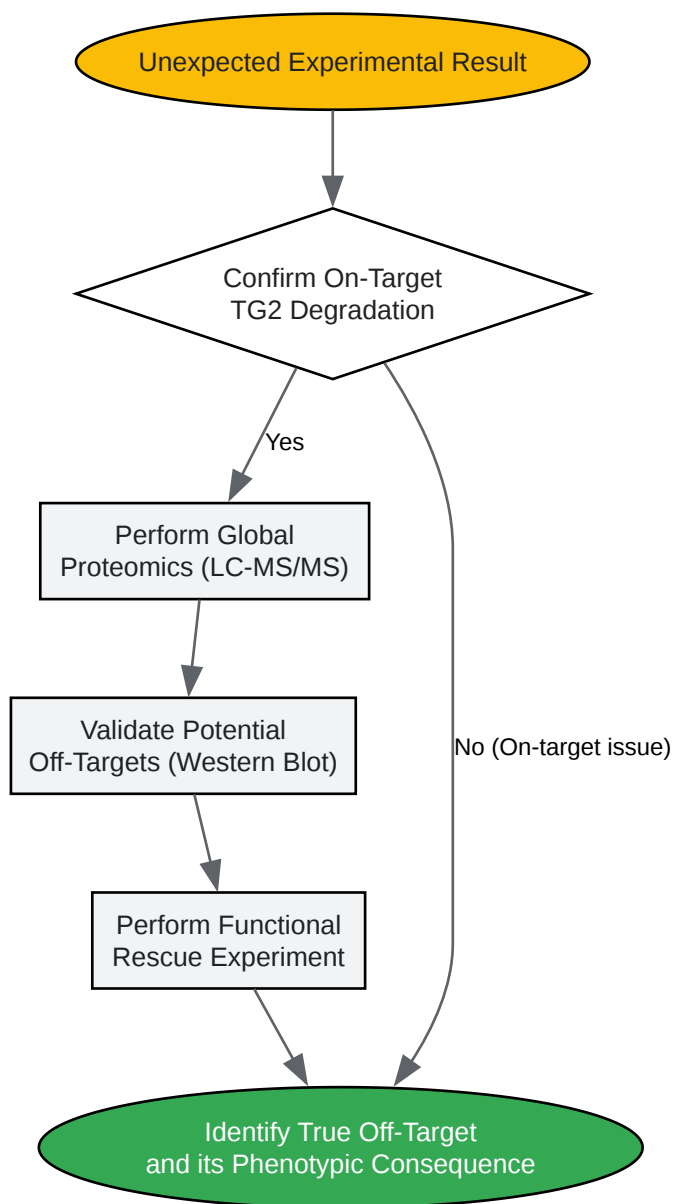 Unexpected Experimental Result
Confirm On-Target
TG2 Degradation
Yes
Perform Global
Proteomics (LC-MS/MS)
Validate Potential
Off-Targets (Western Blot)
No (On-target issue)
Perform Functional
Rescue Experiment
Identify True Off-Target
and its Phenotypic Consequence